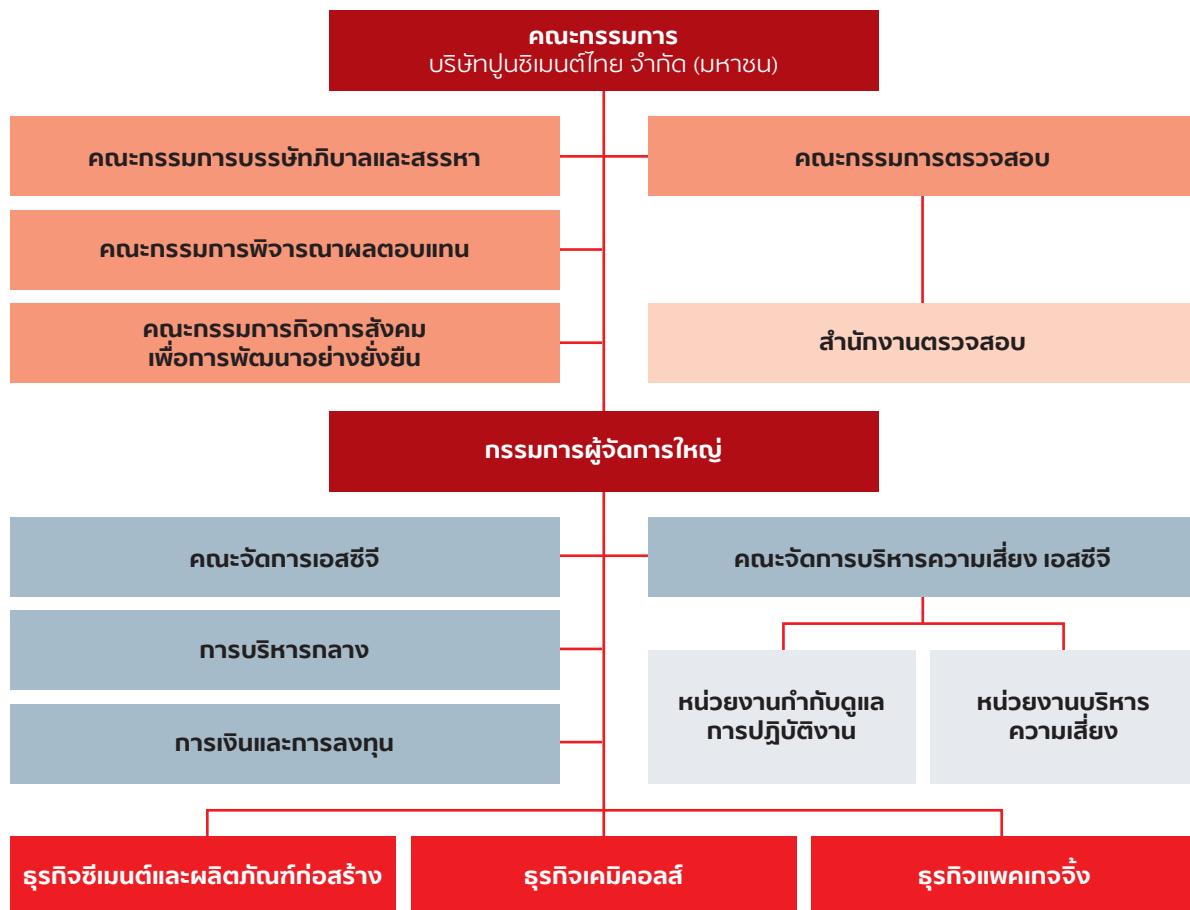 คณะกรรมการ
บริษัทปูนซิเมนต์ไทย จำกัด (มหาชน)
คณะกรรมการบรรษัทภิบาลและสรรหา
คณะกรรมการตรวจสอบ
คณะกรรมการพิจารณาผลตอบแทน
คณะกรรมการกิจการสังคม
เพื่อการพัฒนาอย่างยั่งยืน
สำนักงานตรวจสอบ
กรรมการผู้จัดการใหญ่
คณะจัดการเอสซีจี
คณะจัดการบริหารความเสี่ยง เอสซีจี
การบริหารกลาง
การเงินและการลงทุน
หน่วยงานกำกับดูแล
การปฏิบัติงาน
หน่วยงานบริหาร
ความเสี่ยง
ธุรกิจซีเมนต์และผลิตภัณฑ์ก่อสร้าง
ธุรกิจเคมิคอลส์
ธุรกิจแพคเกจจิ้ง